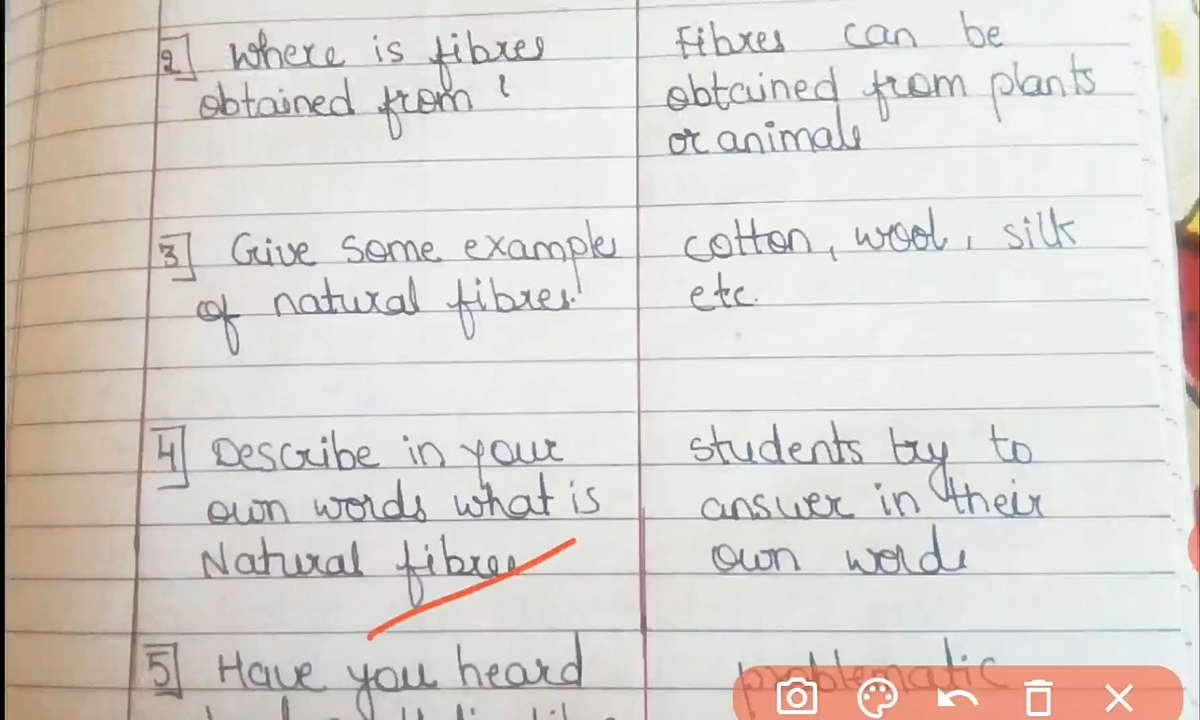 2] Where is fibres
obtained from ?
Fibres can be
obtained from plants
or animals
3] Give some examples
of natural fibres!
cotton, wool, silk
etc.
4] Describe in your
own words what is
Natural fibres
students try to
answer in their
own words
5] Have you heard
problematic